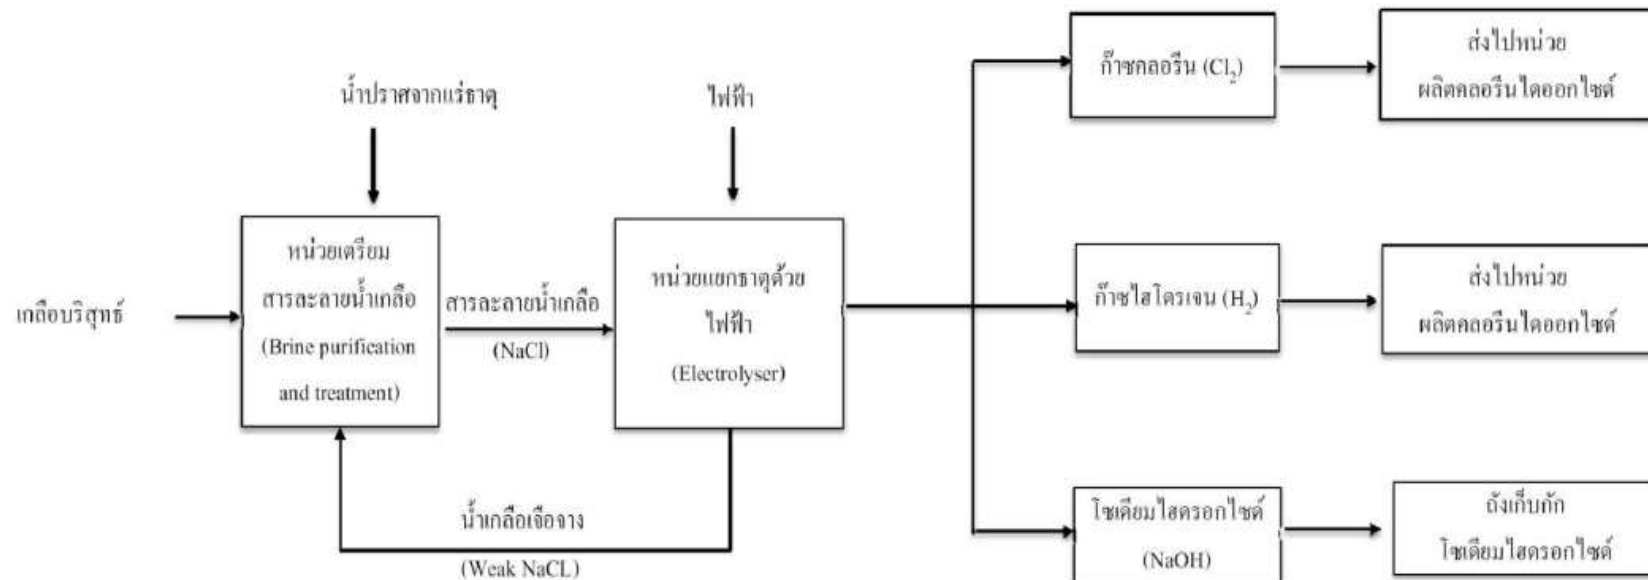 เกลือบริสุทธ์
น้ำปราศจากแร่ธาตุ
หน่วยเตรียม
สารละลายน้ำเกลือ
(Brine purification
and treatment)
สารละลายน้ำเกลือ
(NaCl)
ไฟฟ้า
หน่วยแยกธาตุด้วย
ไฟฟ้า
(Electrolyser)
น้ำเกลือเจือจาง
(Weak NaCL)
ก๊าซคลอรีน (Cl₂)
ส่งไปหน่วย
ผลิตคลอรีนไดออกไซด์
ก๊าซไฮโดรเจน (H₂)
ส่งไปหน่วย
ผลิตคลอรีนไดออกไซด์
โซเดียมไฮดรอกไซด์
(NaOH)
ถังเก็บกัก
โซเดียมไฮดรอกไซด์